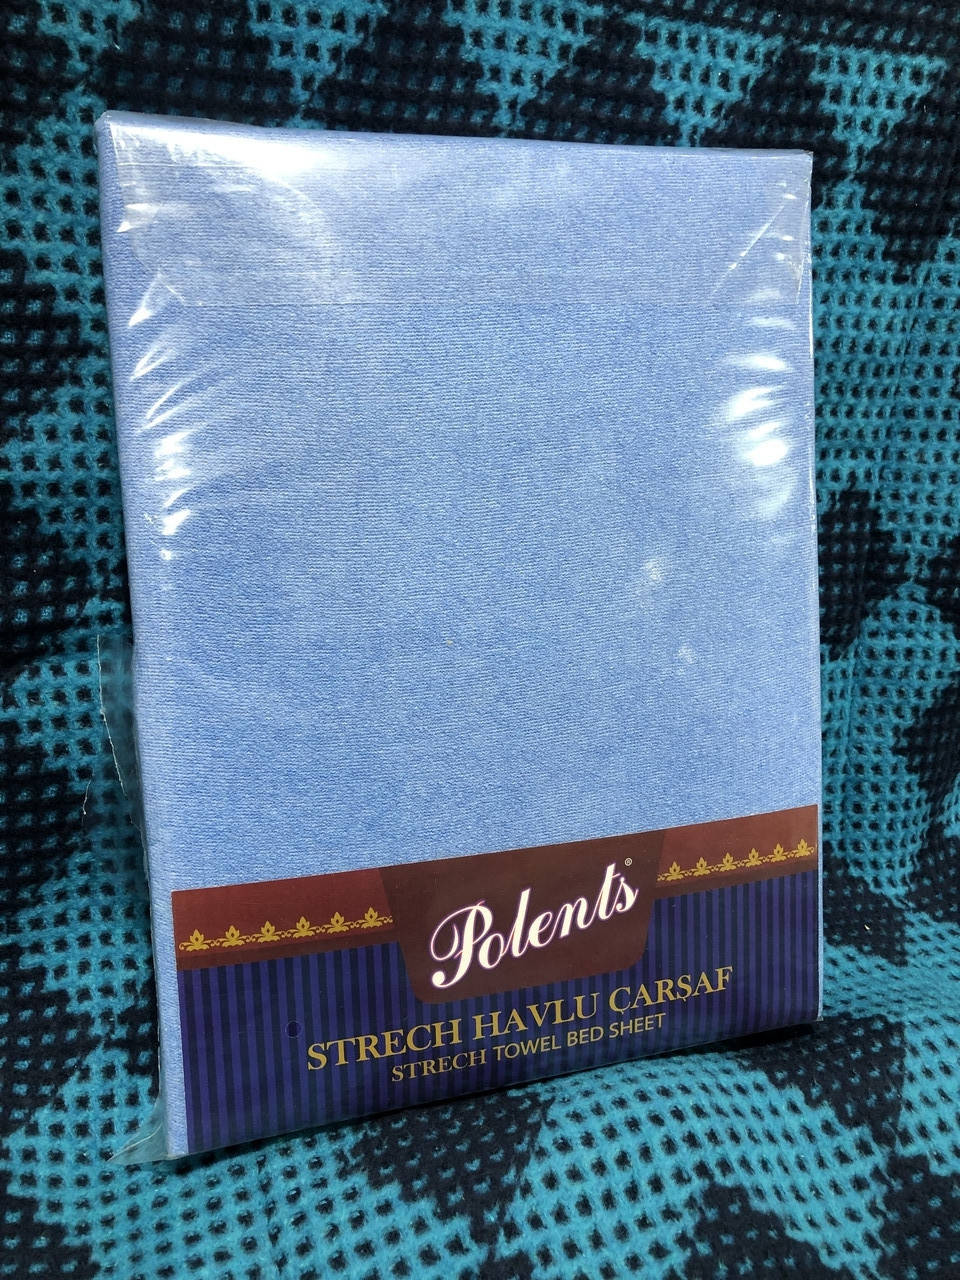 Polents®
STRECH HAVLU ÇARŞAF
STRECH TOWEL BED SHEET